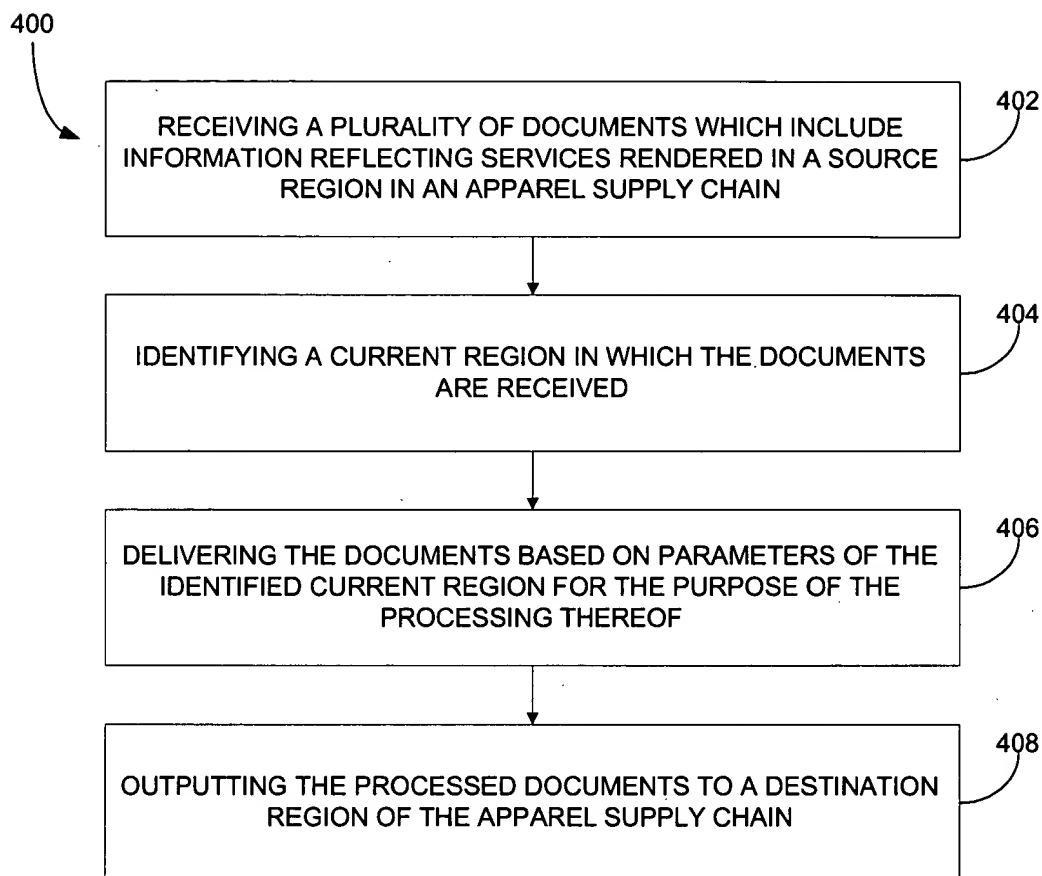 400
402
RECEIVING A PLURALITY OF DOCUMENTS WHICH INCLUDE
INFORMATION REFLECTING SERVICES RENDERED IN A SOURCE
REGION IN AN APPAREL SUPPLY CHAIN
404
IDENTIFYING A CURRENT REGION IN WHICH THE DOCUMENTS
ARE RECEIVED
406
DELIVERING THE DOCUMENTS BASED ON PARAMETERS OF THE
IDENTIFIED CURRENT REGION FOR THE PURPOSE OF THE
PROCESSING THEREOF
408
OUTPUTTING THE PROCESSED DOCUMENTS TO A DESTINATION
REGION OF THE APPAREL SUPPLY CHAIN